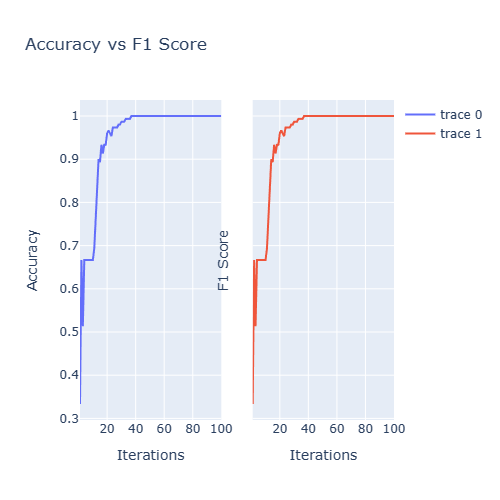 Accuracy vs F1 Score
trace 0
trace 1
1
0.9
0.8
0.7
0.6
0.5
0.4
0.3
Accuracy
F1 Score
20 40 60 80 100
20 40 60 80 100
Iterations
Iterations